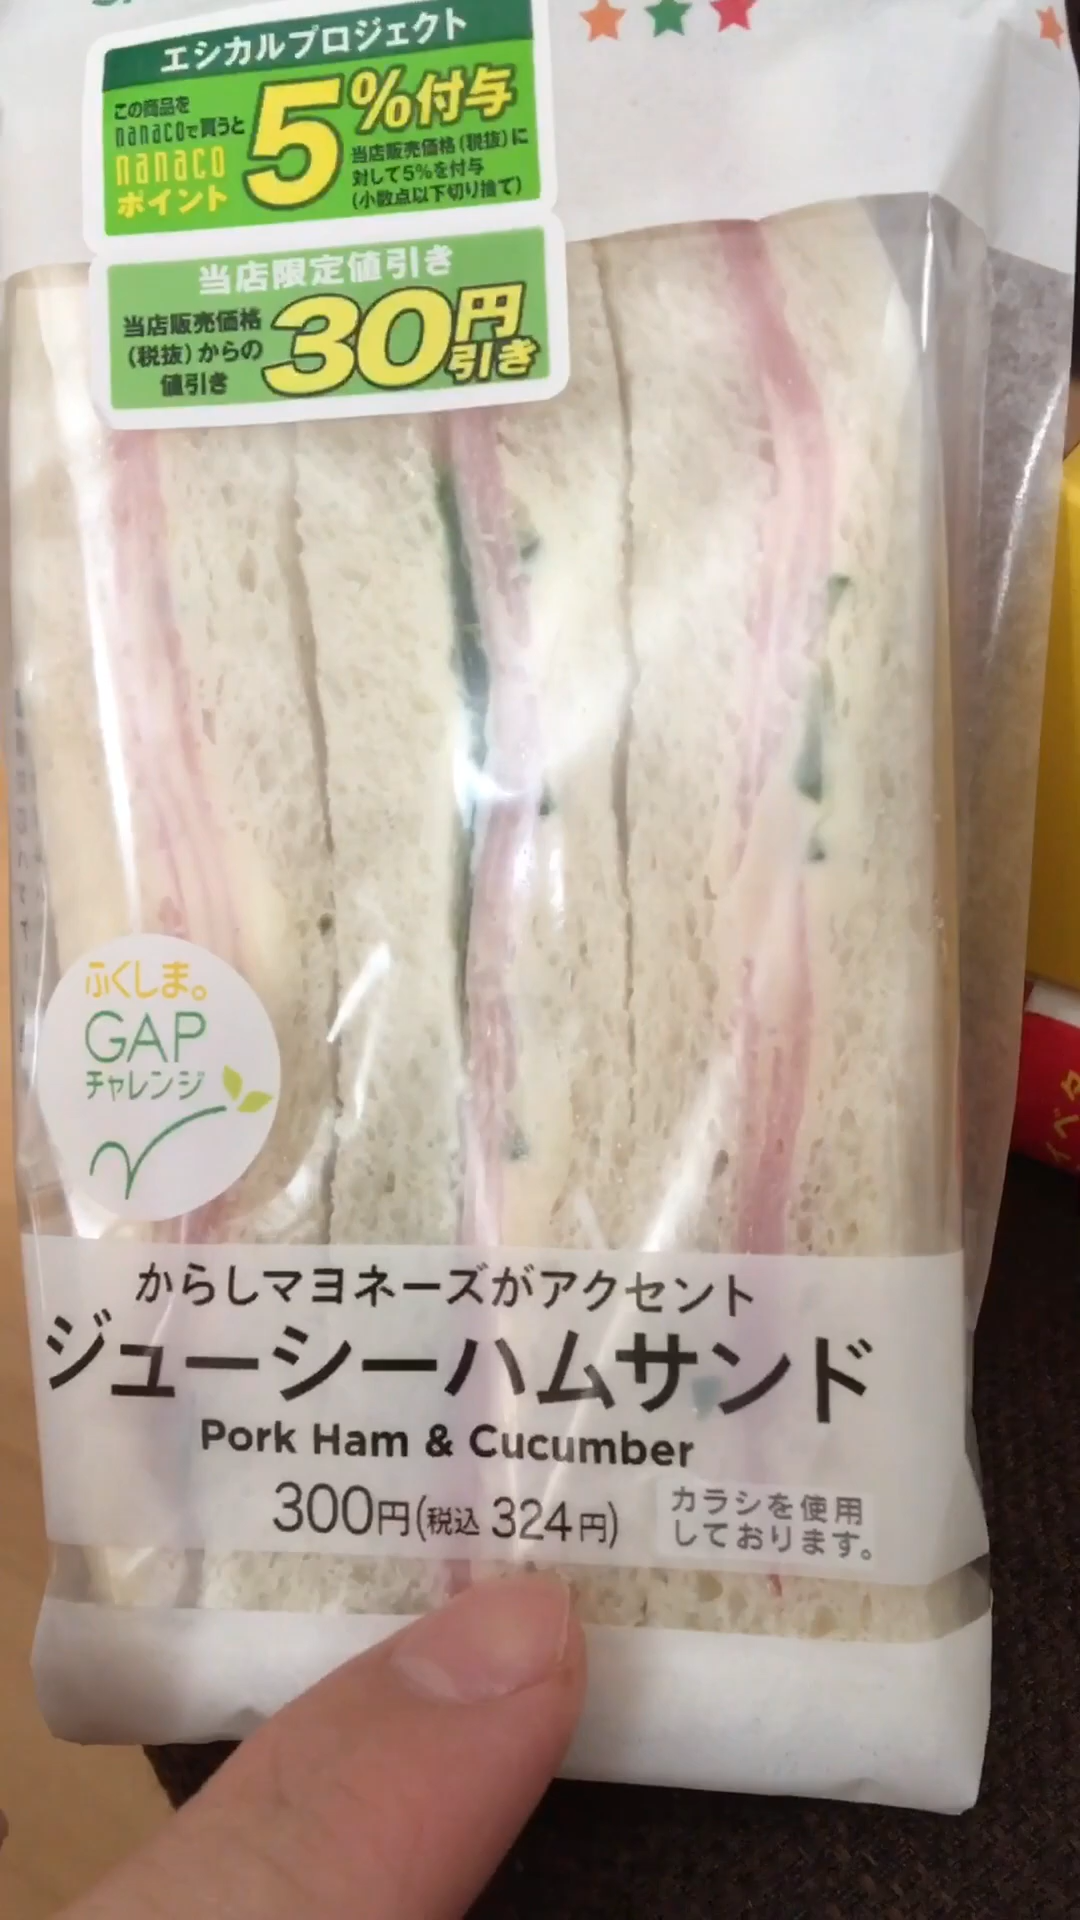 エシカルプロジェクト
この商品を
nanacoで買うと
nanaco
ポイント
5%付与
当店販売価格(税抜)に
対して5%を付与
(小数点以下切り捨て)
当店限定値引き
当店販売価格
(税抜)からの
値引き
30円
引き
ふくしま。
GAP
チャレンジ
からしマヨネーズがアクセント
ジューシーハムサンド
Pork Ham & Cucumber
300円(税込 324円)
カラシを使用
しております。